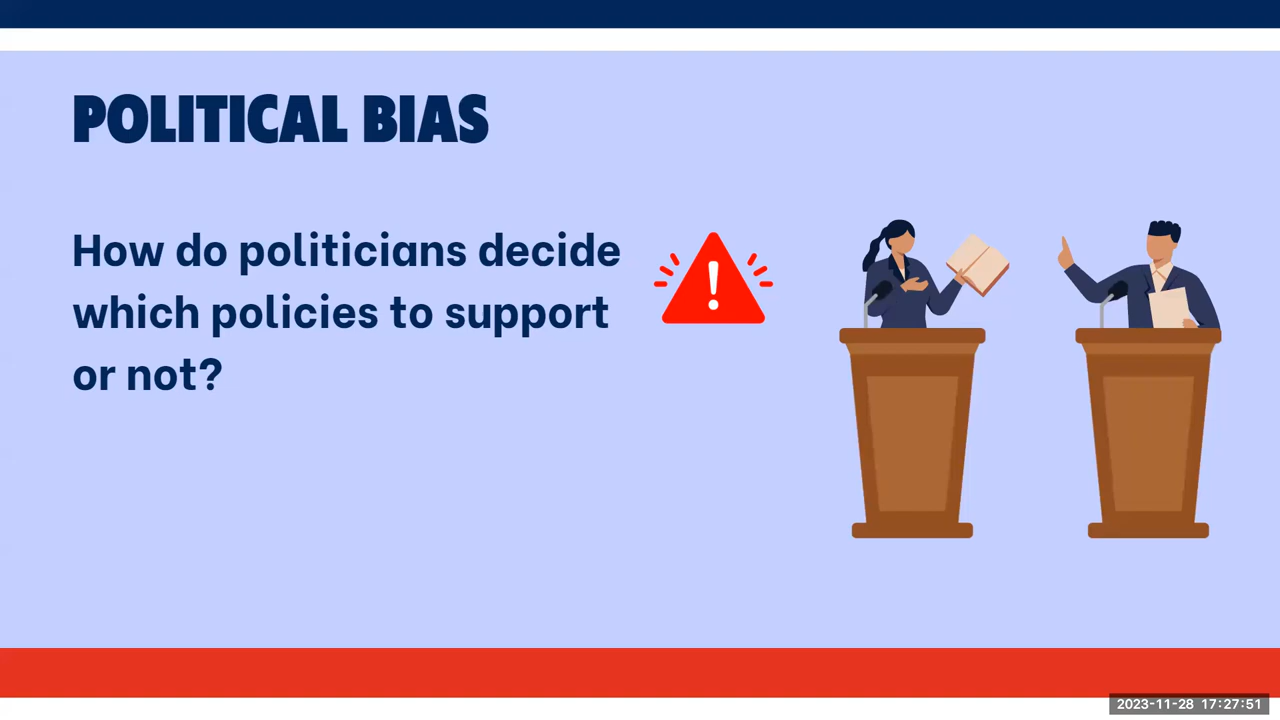 POLITICAL BIAS
How do politicians decide
which policies to support
or not?
2023-11-28 17:27:51